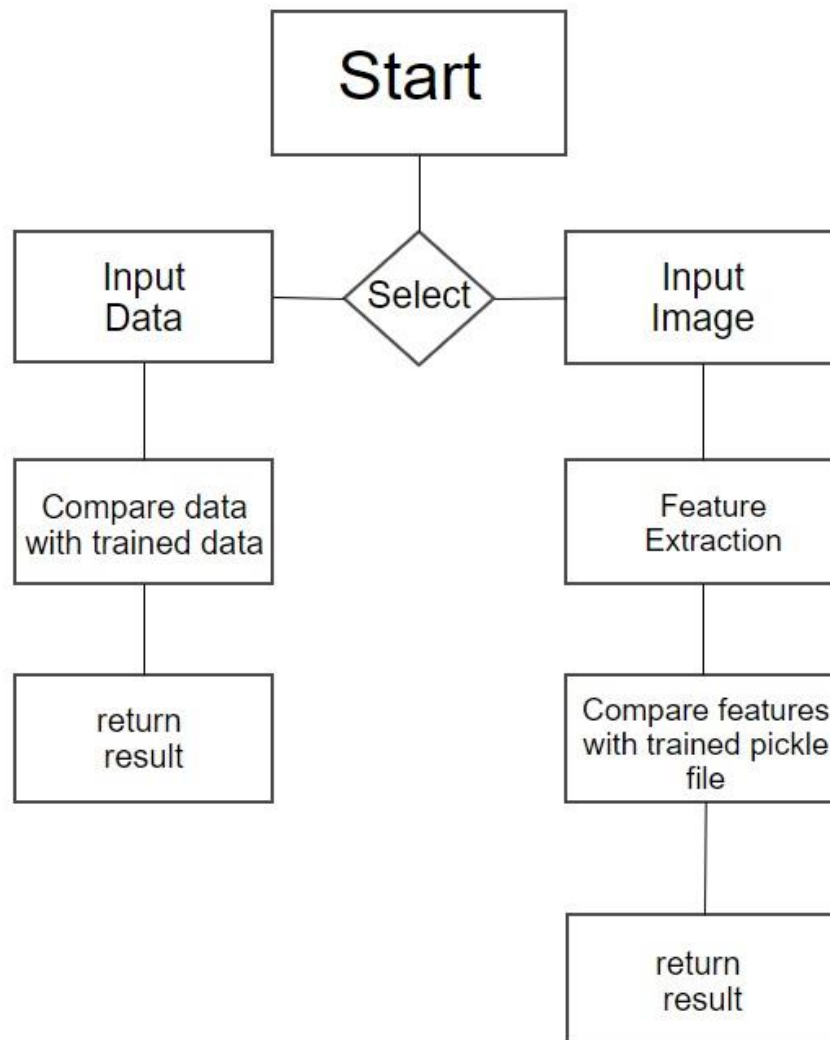 Start
Select
Input
Data
Input
Image
Compare data
with trained data
Feature
Extraction
return
result
Compare features
with trained pickle
file
return
result